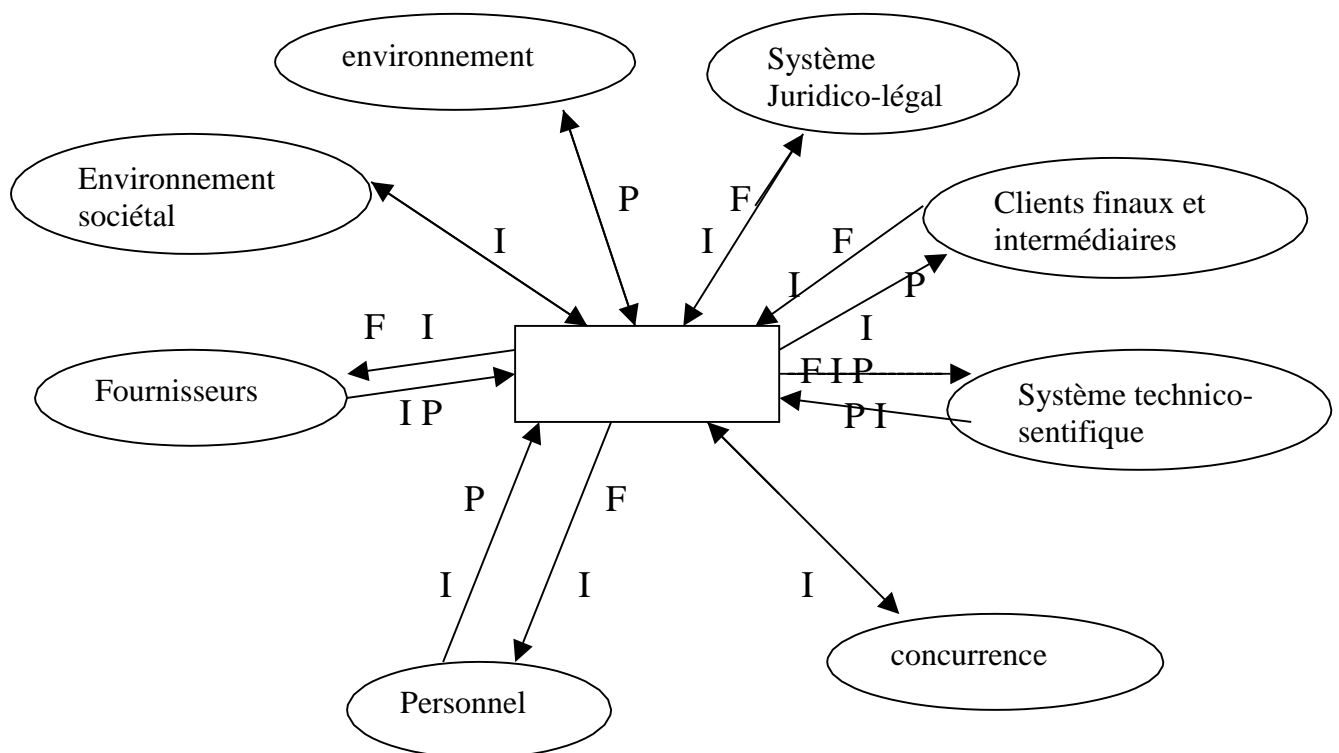 environnement
Système
Juridico-légal
Environnement
sociétal
P
F
I
I
Clients finaux et
intermédiaires
F
I
P
I
F I
Fournisseurs
I P
F I P
P I
Système technico-
sentifique
P
F
I
I
I
concurrence
Personnel